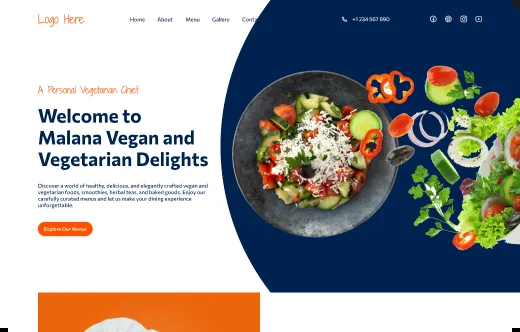 Logo Here
Home About Menu Gallery
+1 234 567 890
A Personal Vegetarian Chief
Welcome to
Malana Vegan and
Vegetarian Delights
Discover a world of healthy, delicious, and elegantly crafted vegan and
vegetarian foods, smoothies, herbal teas, and baked goods. Enjoy our
carefully curated menus and let us make your dining experience
unforgettable.
Explore Our Menus